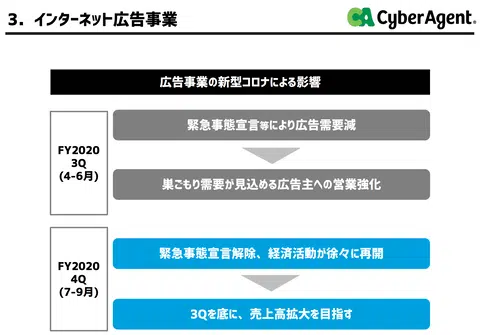 3. インターネット広告事業
CyberAgent®
広告事業の新型コロナによる影響
FY2020
3Q
(4-6月)
緊急事態宣言等により広告需要減
巣ごもり需要が見込める広告主への営業強化
FY2020
4Q
(7-9月)
緊急事態宣言解除、経済活動が徐々に再開
3Qを底に、売上高拡大を目指す